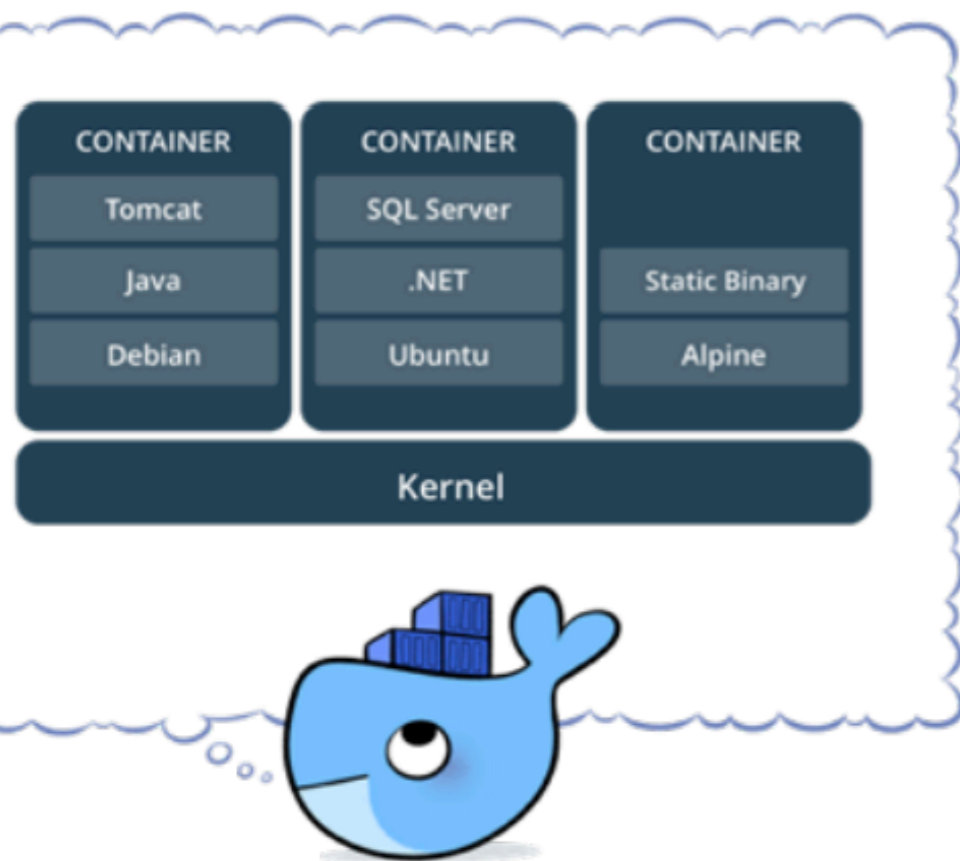 CONTAINER
Tomcat
Java
Debian
CONTAINER
SQL Server
.NET
Ubuntu
CONTAINER
Static Binary
Alpine
Kernel